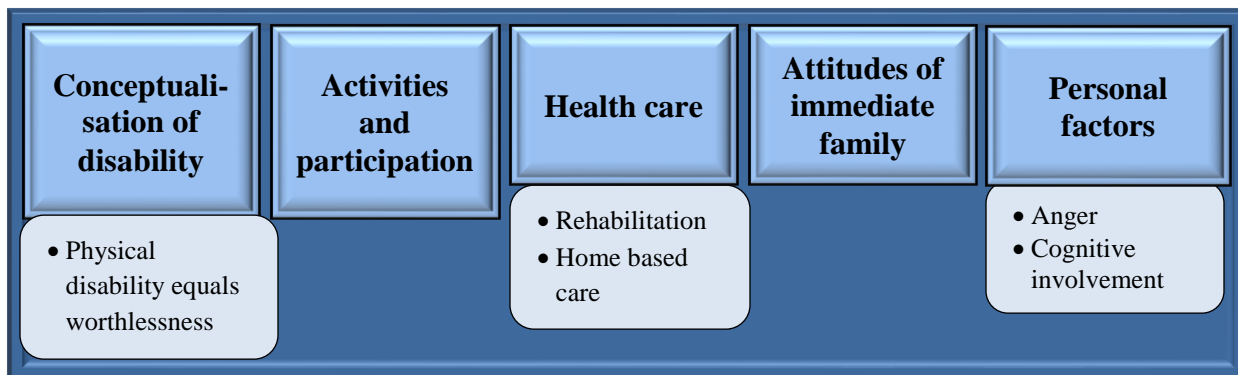 Conceptuali-
sation of
disability
Activities
and
participation
Health care
Attitudes of
immediate
family
Personal
factors
• Physical
disability equals
worthlessness
• Rehabilitation
• Home based
care
• Anger
• Cognitive
involvement